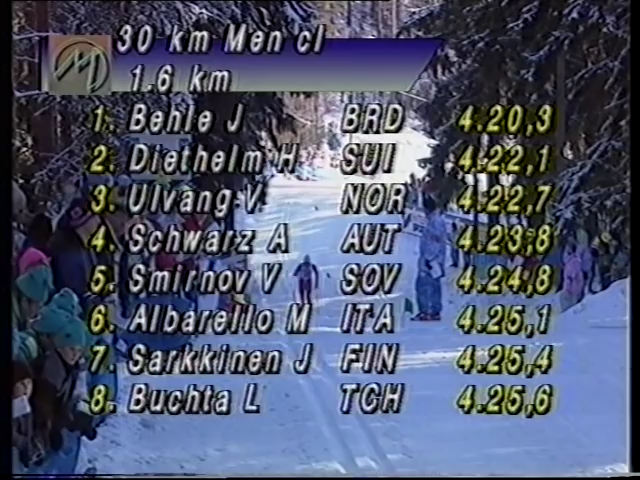 30 km Men cl
1.6 km
1. Behle J BRD 4.20,3
2. Diethelm H SUI 4.22,1
3. Ulvang V NOR 4.22,7
4. Schwarz A AUT 4.23,8
5. Smirnov V SOV 4.24,8
6. Albarello M ITA 4.25,1
7. Sarkkinen J FIN 4.25,4
8. Buchta L TCH 4.25,6